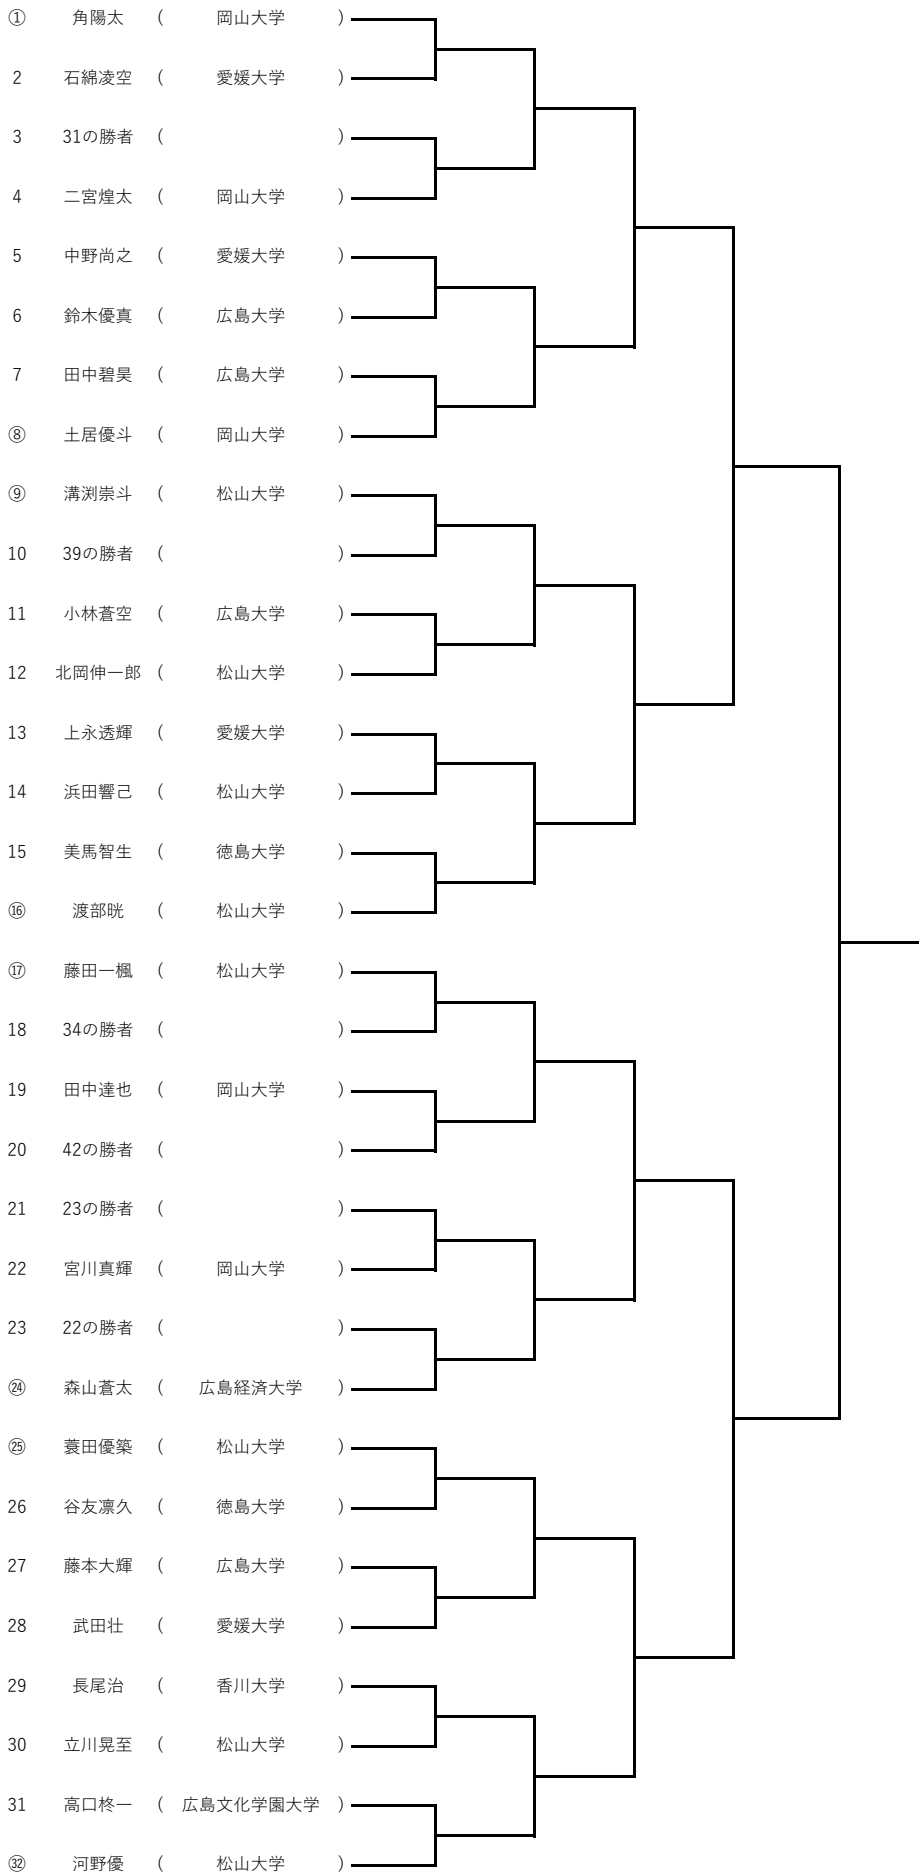 ① 角陽太 ( 岡山大学 )
2 石綿凌空 ( 愛媛大学 )
3 31の勝者 ( )
4 二宮煌太 ( 岡山大学 )
5 中野尚之 ( 愛媛大学 )
6 鈴木優真 ( 広島大学 )
7 田中碧昊 ( 広島大学 )
⑧ 土居優斗 ( 岡山大学 )
⑨ 溝渕崇斗 ( 松山大学 )
10 39の勝者 ( )
11 小林蒼空 ( 広島大学 )
12 北岡伸一郎 ( 松山大学 )
13 上永透輝 ( 愛媛大学 )
14 浜田響己 ( 松山大学 )
15 美馬智生 ( 徳島大学 )
⑯ 渡部晄 ( 松山大学 )
⑰ 藤田一楓 ( 松山大学 )
18 34の勝者 ( )
19 田中達也 ( 岡山大学 )
20 42の勝者 ( )
21 23の勝者 ( )
22 宮川真輝 ( 岡山大学 )
23 22の勝者 ( )
㉔ 森山蒼太 ( 広島経済大学 )
㉕ 蓑田優築 ( 松山大学 )
26 谷友凛久 ( 徳島大学 )
27 藤本大輝 ( 広島大学 )
28 武田壮 ( 愛媛大学 )
29 長尾治 ( 香川大学 )
30 立川晃至 ( 松山大学 )
31 高口柊一 ( 広島文化学園大学 )
㉜ 河野優 ( 松山大学 )